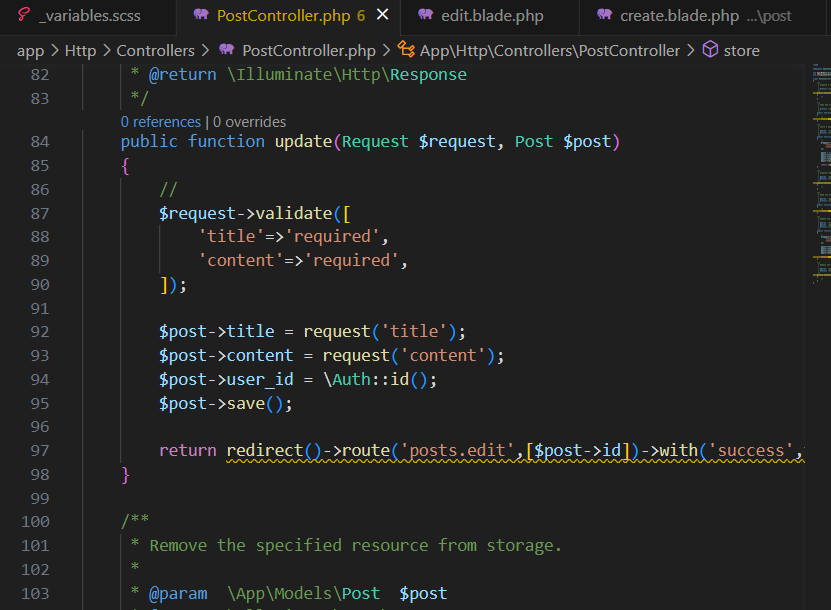 _variables.scss PostController.php 6 edit.blade.php create.blade.php ...\post
app > Http > Controllers > PostController.php > App\Http\Controllers\PostController > store
82 * @return \Illuminate\Http\Response
83 */
0 references | 0 overrides
84 public function update(Request $request, Post $post)
85 {
86 //
87 $request->validate([
88 'title'=>'required',
89 'content'=>'required',
90 ]);
91
92 $post->title = request('title');
93 $post->content = request('content');
94 $post->user_id = \Auth::id();
95 $post->save();
96
97 return redirect()->route('posts.edit',[$post->id])->with('success',
98 }
99
100 /**
101 * Remove the specified resource from storage.
102 *
103 * @param \App\Models\Post $post